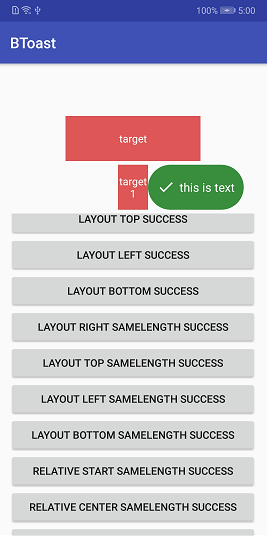 100% 5:00
BToast
target
target
1
this is text
LAYOUT TOP SUCCESS
LAYOUT LEFT SUCCESS
LAYOUT BOTTOM SUCCESS
LAYOUT RIGHT SAMELENGTH SUCCESS
LAYOUT TOP SAMELENGTH SUCCESS
LAYOUT LEFT SAMELENGTH SUCCESS
LAYOUT BOTTOM SAMELENGTH SUCCESS
RELATIVE START SAMELENGTH SUCCESS
RELATIVE CENTER SAMELENGTH SUCCESS